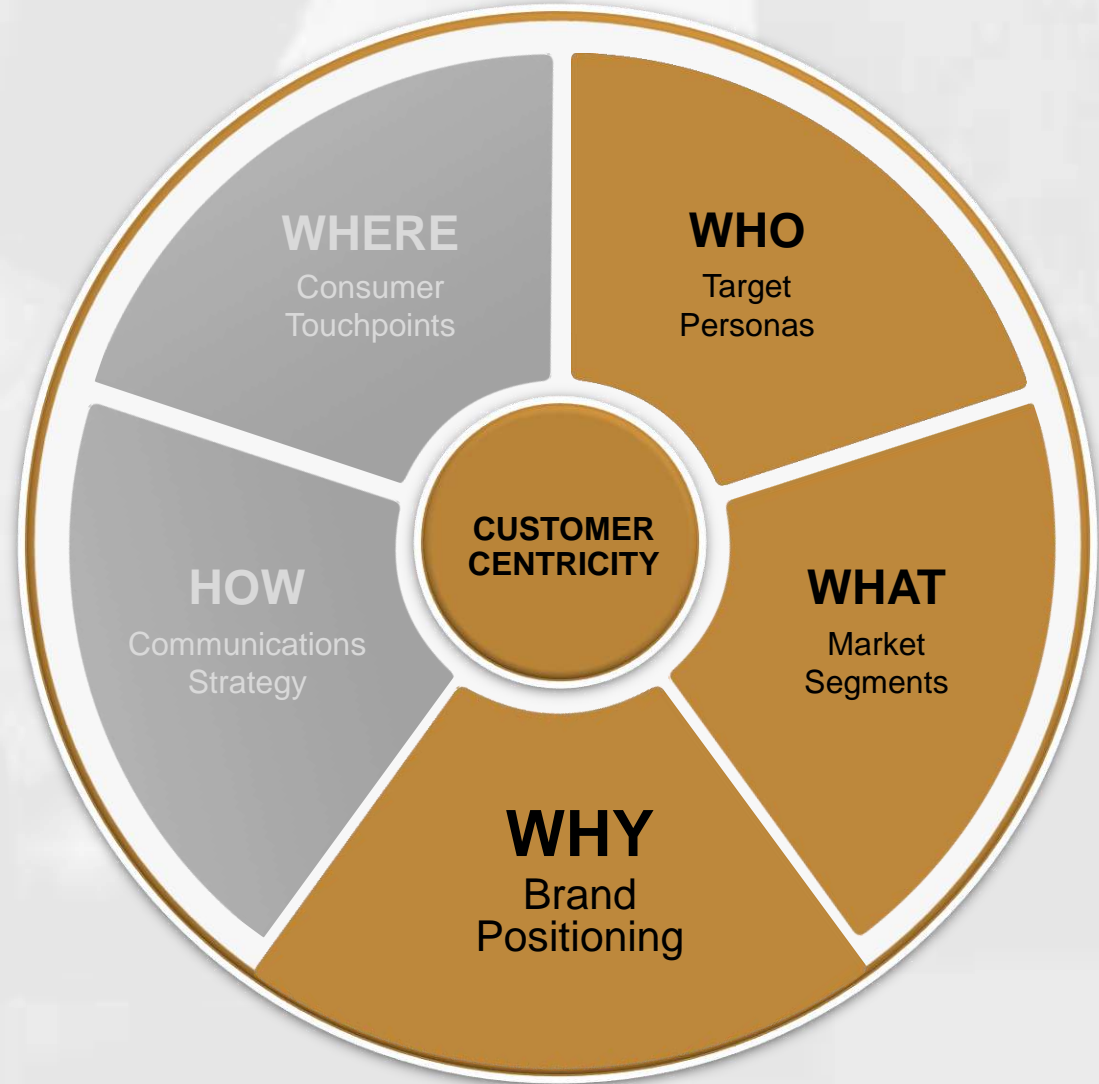 WHERE
Consumer
Touchpoints
WHO
Target
Personas
CUSTOMER
CENTRICITY
HOW
Communications
Strategy
WHAT
Market
Segments
WHY
Brand
Positioning